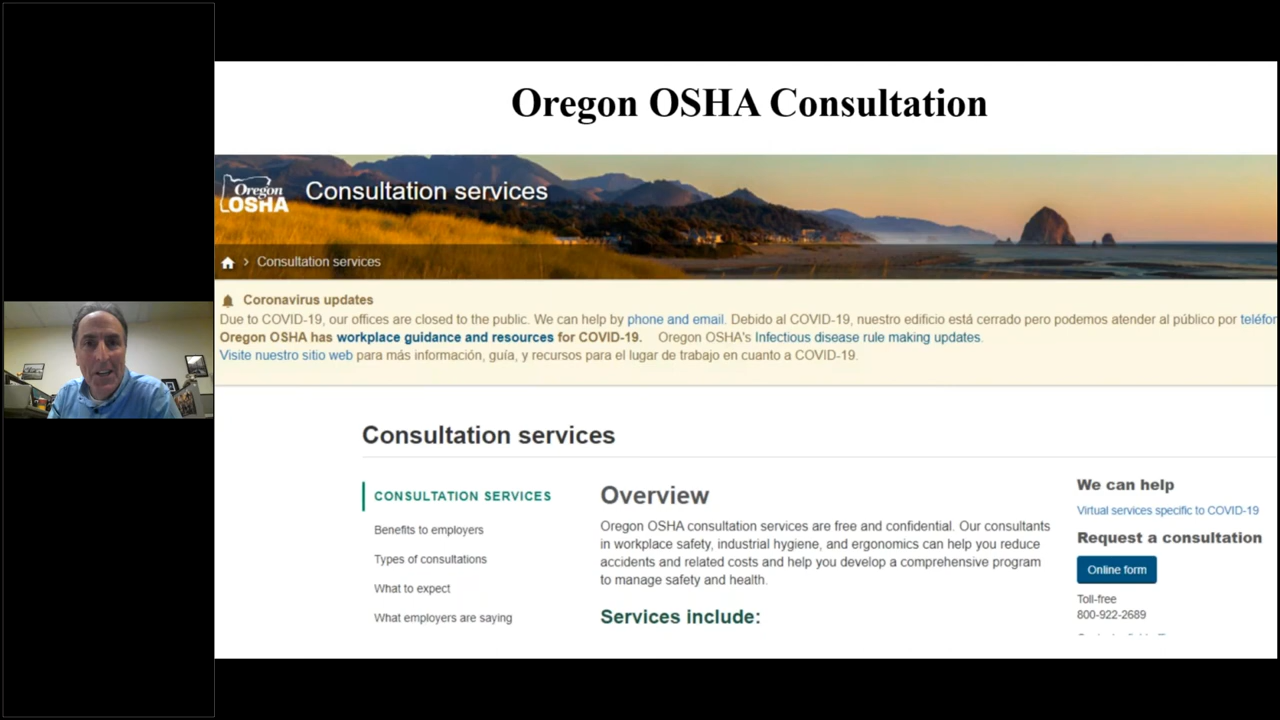 Oregon OSHA Consultation
Oregon
OSHA
Consultation services
Consultation services
Coronavirus updates
Due to COVID-19, our offices are closed to the public. We can help by phone and email. Debido al COVID-19, nuestro edificio está cerrado pero podemos atender al público por teléfor
Oregon OSHA has workplace guidance and resources for COVID-19. Oregon OSHA's Infectious disease rule making updates.
Visite nuestro sitio web para más información, guía, y recursos para el lugar de trabajo en cuanto a COVID-19.
Consultation services
CONSULTATION SERVICES
Benefits to employers
Types of consultations
What to expect
What employers are saying
Overview
Oregon OSHA consultation services are free and confidential. Our consultants
in workplace safety, industrial hygiene, and ergonomics can help you reduce
accidents and related costs and help you develop a comprehensive program
to manage safety and health.
Services include:
We can help
Virtual services specific to COVID-19
Request a consultation
Online form
Toll-free
800-922-2689